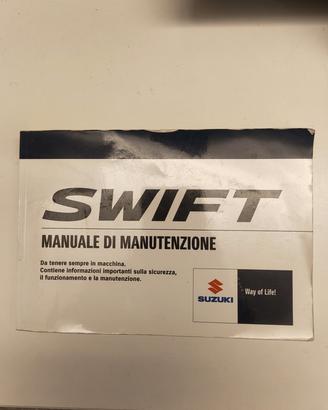 SWIFT
MANUALE DI MANUTENZIONE
Da tenere sempre in macchina.
Contiene informazioni importanti sulla sicurezza,
il funzionamento e la manutenzione.
SUZUKI
Way of Life!